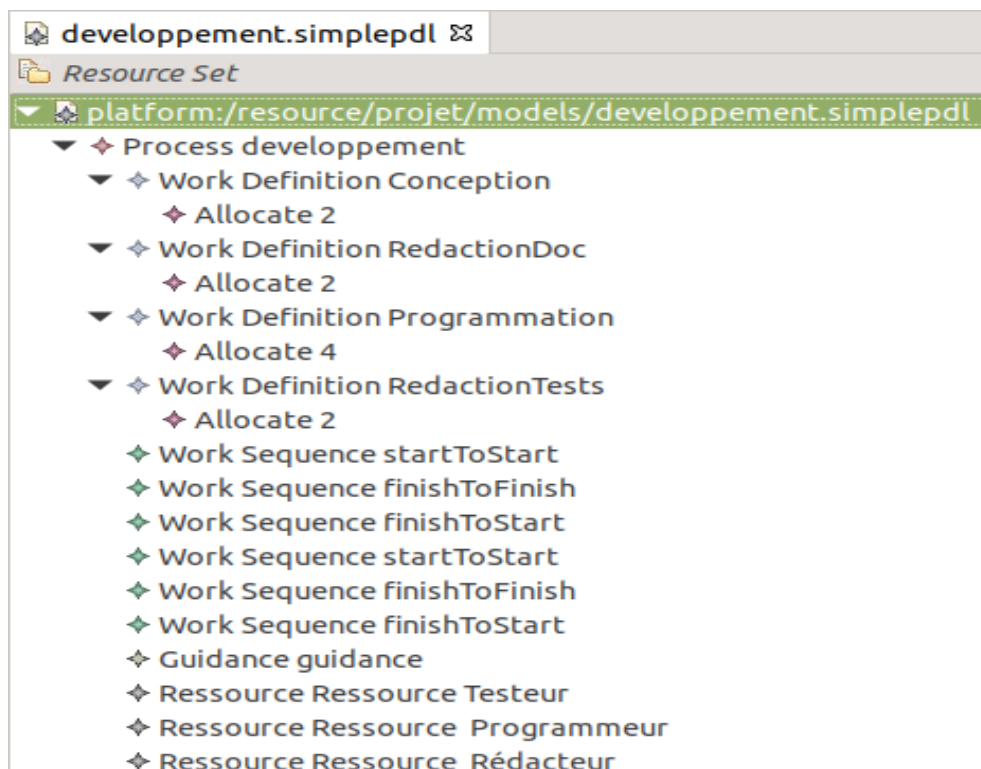 developpement.simplepdl
Resource Set
platform:/resource/projet/models/developpement.simplepdl
Process developpement
Work Definition Conception
Allocate 2
Work Definition RedactionDoc
Allocate 2
Work Definition Programmation
Allocate 4
Work Definition RedactionTests
Allocate 2
Work Sequence startToStart
Work Sequence finishToFinish
Work Sequence finishToStart
Work Sequence startToStart
Work Sequence finishToFinish
Work Sequence finishToStart
Guidance guidance
Ressource Ressource Testeur
Ressource Ressource Programmeur
Ressource Ressource Rédacteur